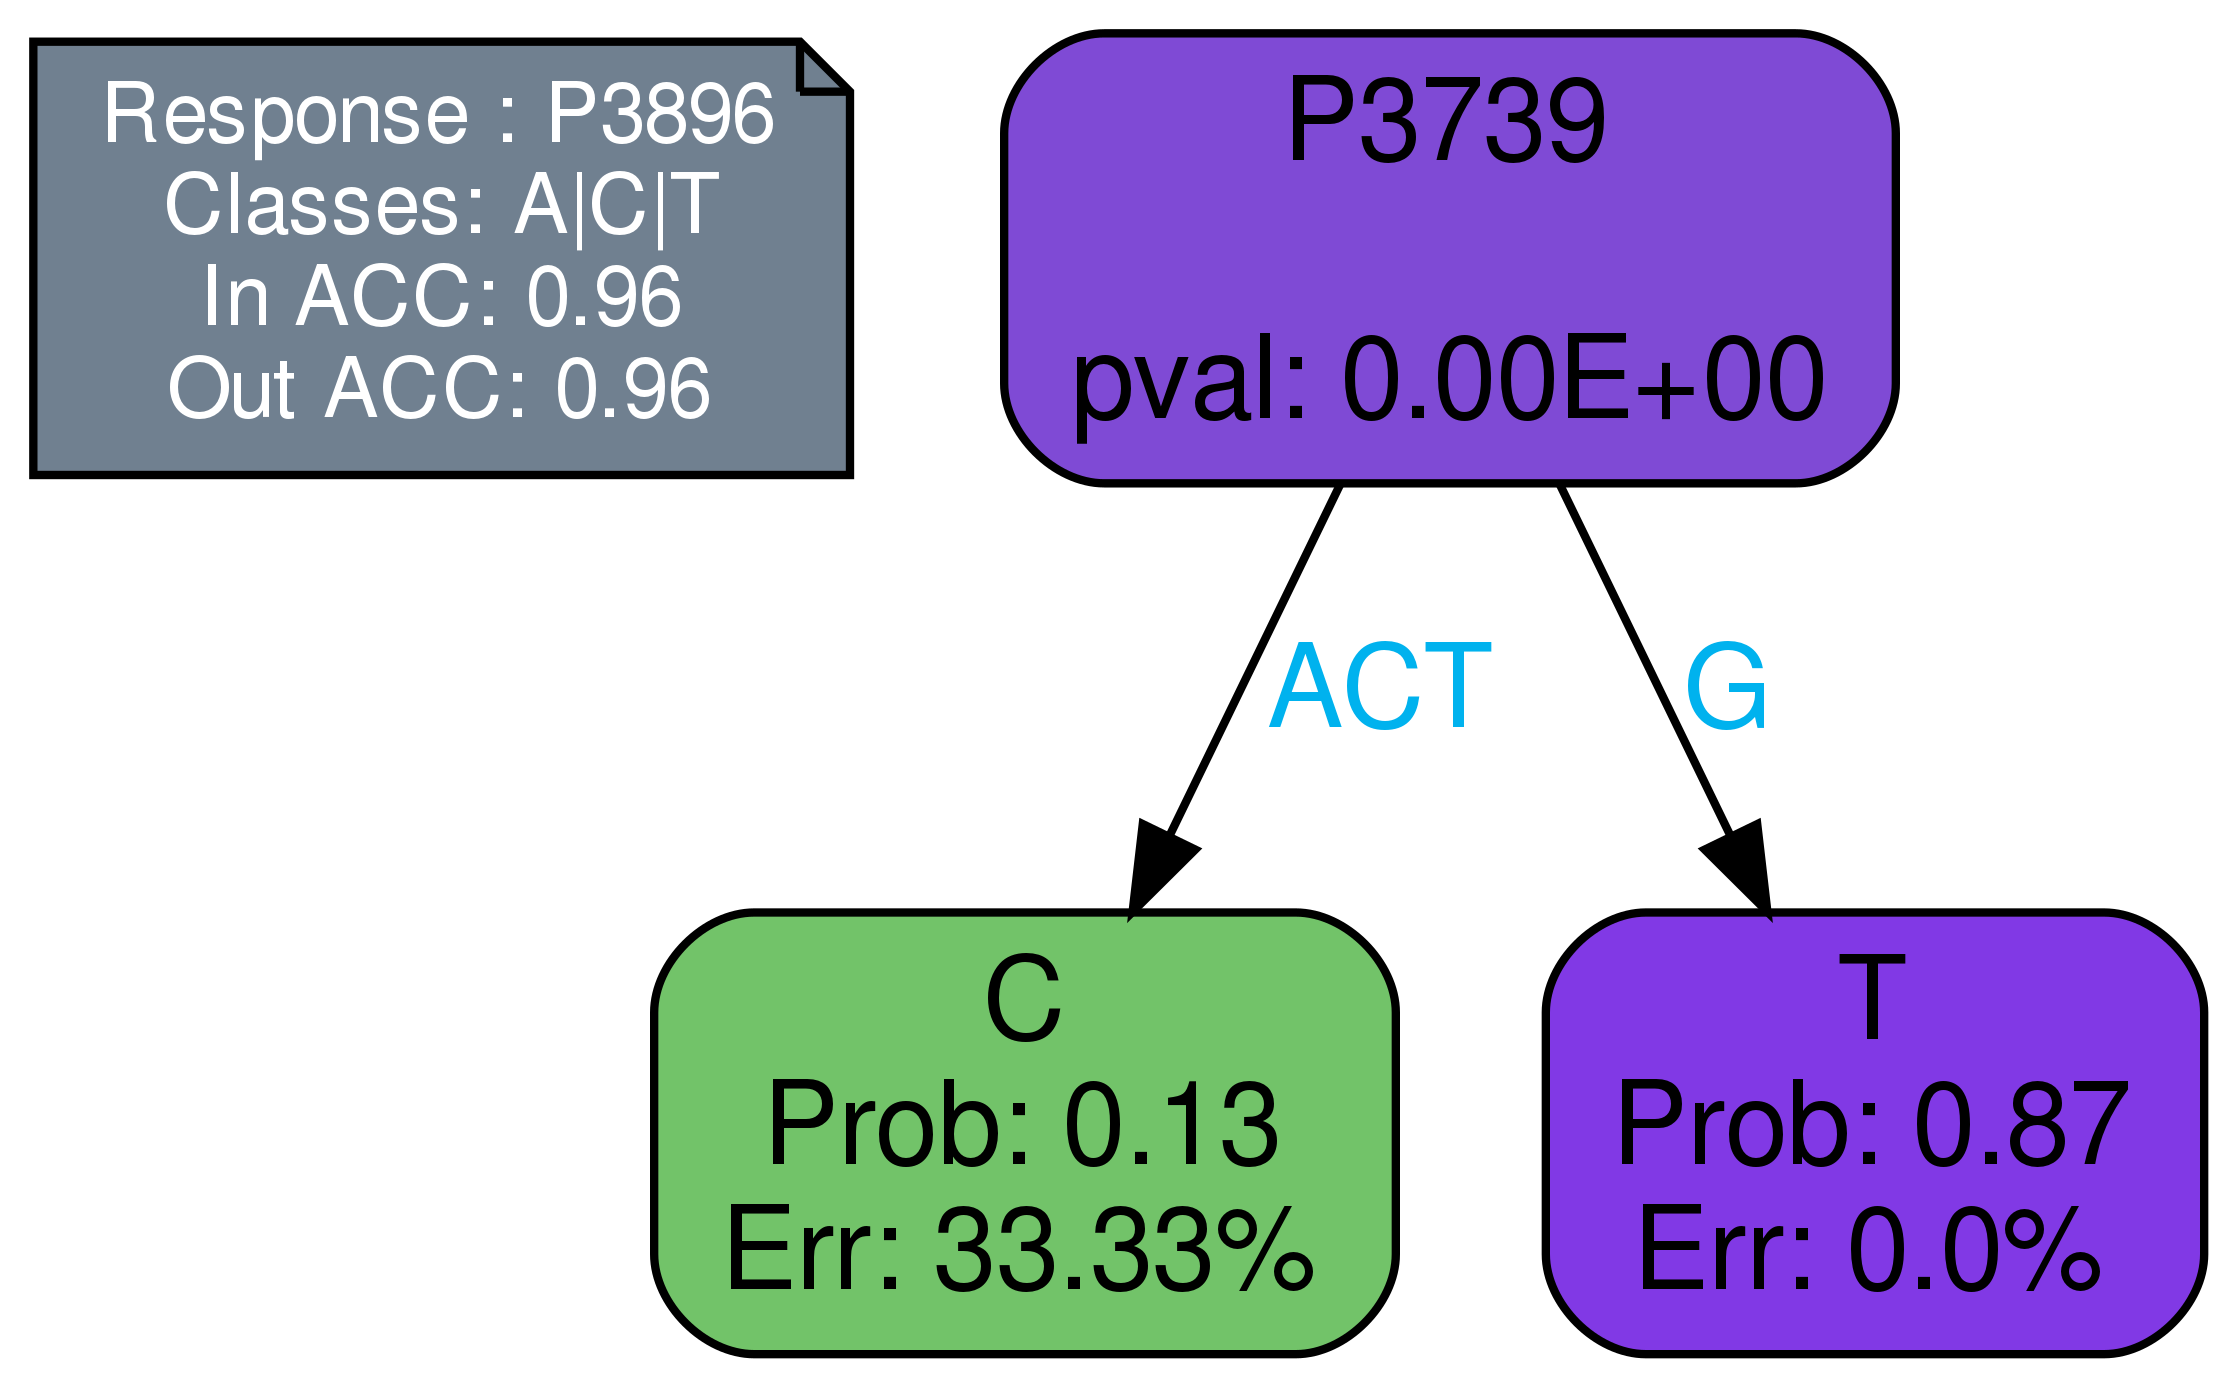 Response : P3896
Classes: A|C|T
In ACC: 0.96
Out ACC: 0.96
P3739
pval: 0.00E+00
ACT
G
C
Prob: 0.13
Err: 33.33%
T
Prob: 0.87
Err: 0.0%